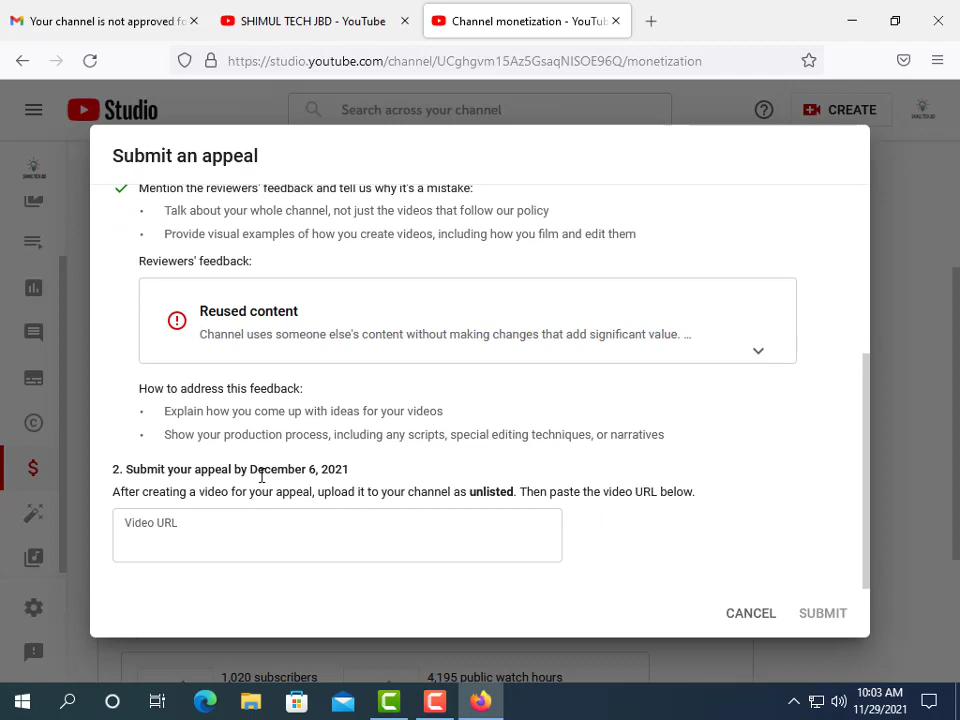 Your channel is not approved fo
SHIMUL TECH JBD - YouTube
Channel monetization - YouTub
https://studio.youtube.com/channel/UCghgvm15Az5GsaqNISOE96Q/monetization
Studio
Search across your channel
CREATE
Submit an appeal
Mention the reviewers' feedback and tell us why it's a mistake:
• Talk about your whole channel, not just the videos that follow our policy
• Provide visual examples of how you create videos, including how you film and edit them
Reviewers' feedback:
Reused content
Channel uses someone else's content without making changes that add significant value. ...
How to address this feedback:
• Explain how you come up with ideas for your videos
• Show your production process, including any scripts, special editing techniques, or narratives
2. Submit your appeal by December 6, 2021
After creating a video for your appeal, upload it to your channel as unlisted. Then paste the video URL below.
Video URL
CANCEL
SUBMIT
1,020 subscribers
4,195 public watch hours
10:03 AM
11/29/2021